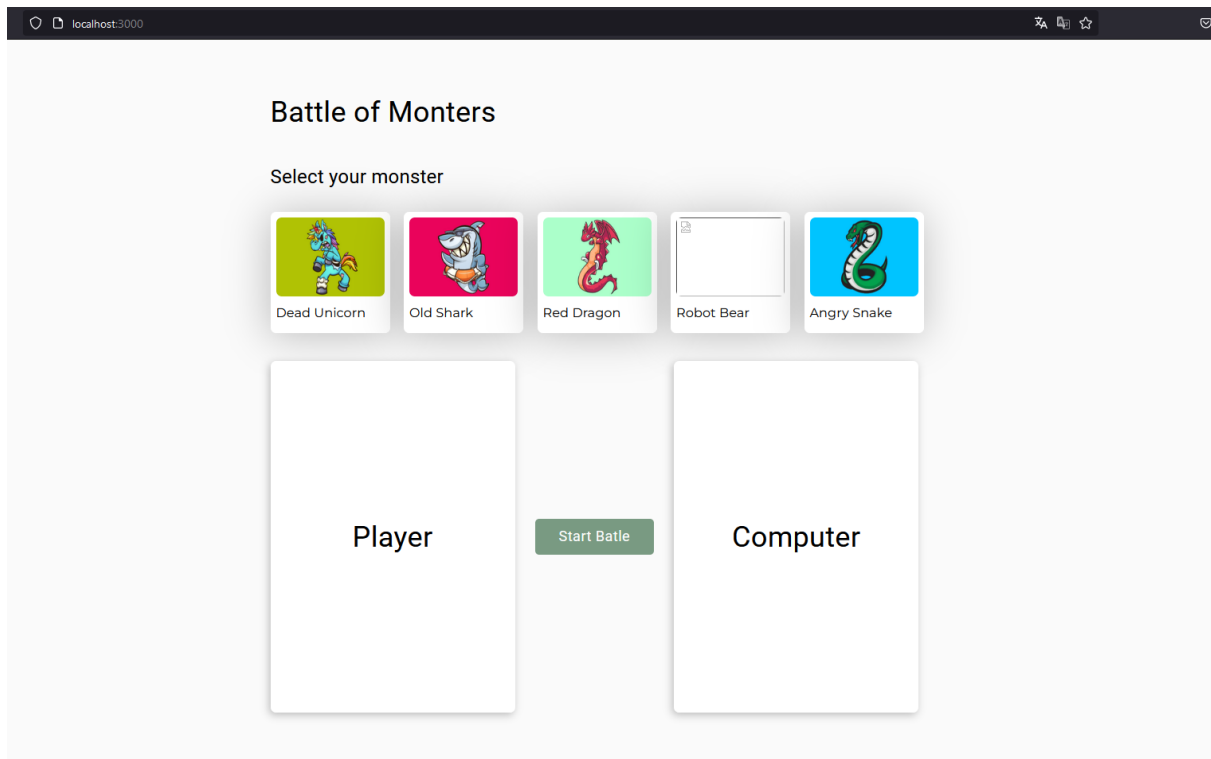 localhost:3000
Battle of Monters
Select your monster
Dead Unicorn
Old Shark
Red Dragon
Robot Bear
Angry Snake
Player
Start Batle
Computer